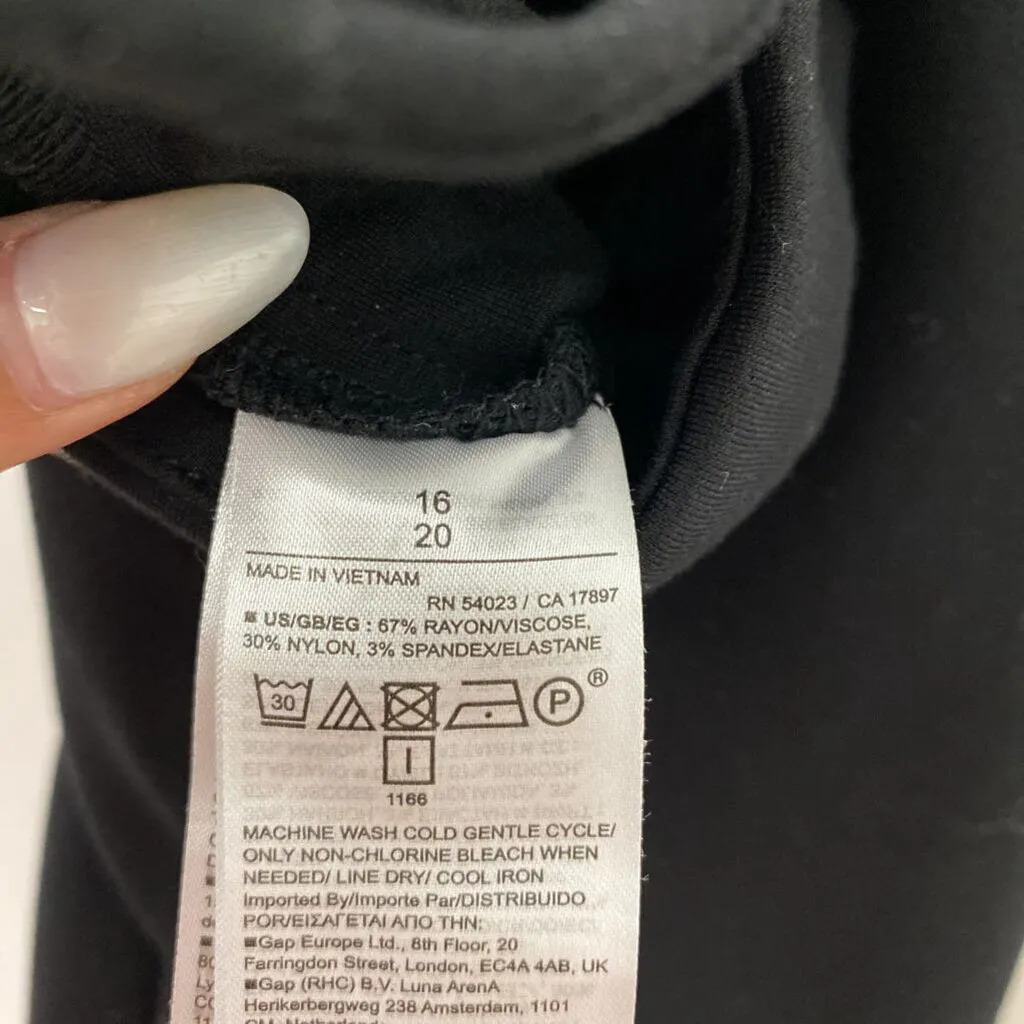 16
20
MADE IN VIETNAM
RN 54023 / CA 17897
US/GB/EG : 67% RAYON/VISCOSE,
30% NYLON, 3% SPANDEX/ELASTANE
30
P ®
I
1166
MACHINE WASH COLD GENTLE CYCLE/
ONLY NON-CHLORINE BLEACH WHEN
NEEDED/ LINE DRY/ COOL IRON
Imported By/Importe Par/DISTRIBUIDO
POR/ΕΙΣΑΓΕΤΑΙ ΑΠΟ ΤΗΝ:
Gap Europe Ltd., 8th Floor, 20
Farringdon Street, London, EC4A 4AB, UK
Gap (RHC) B.V. Luna ArenA
Herikerbergweg 238 Amsterdam, 1101